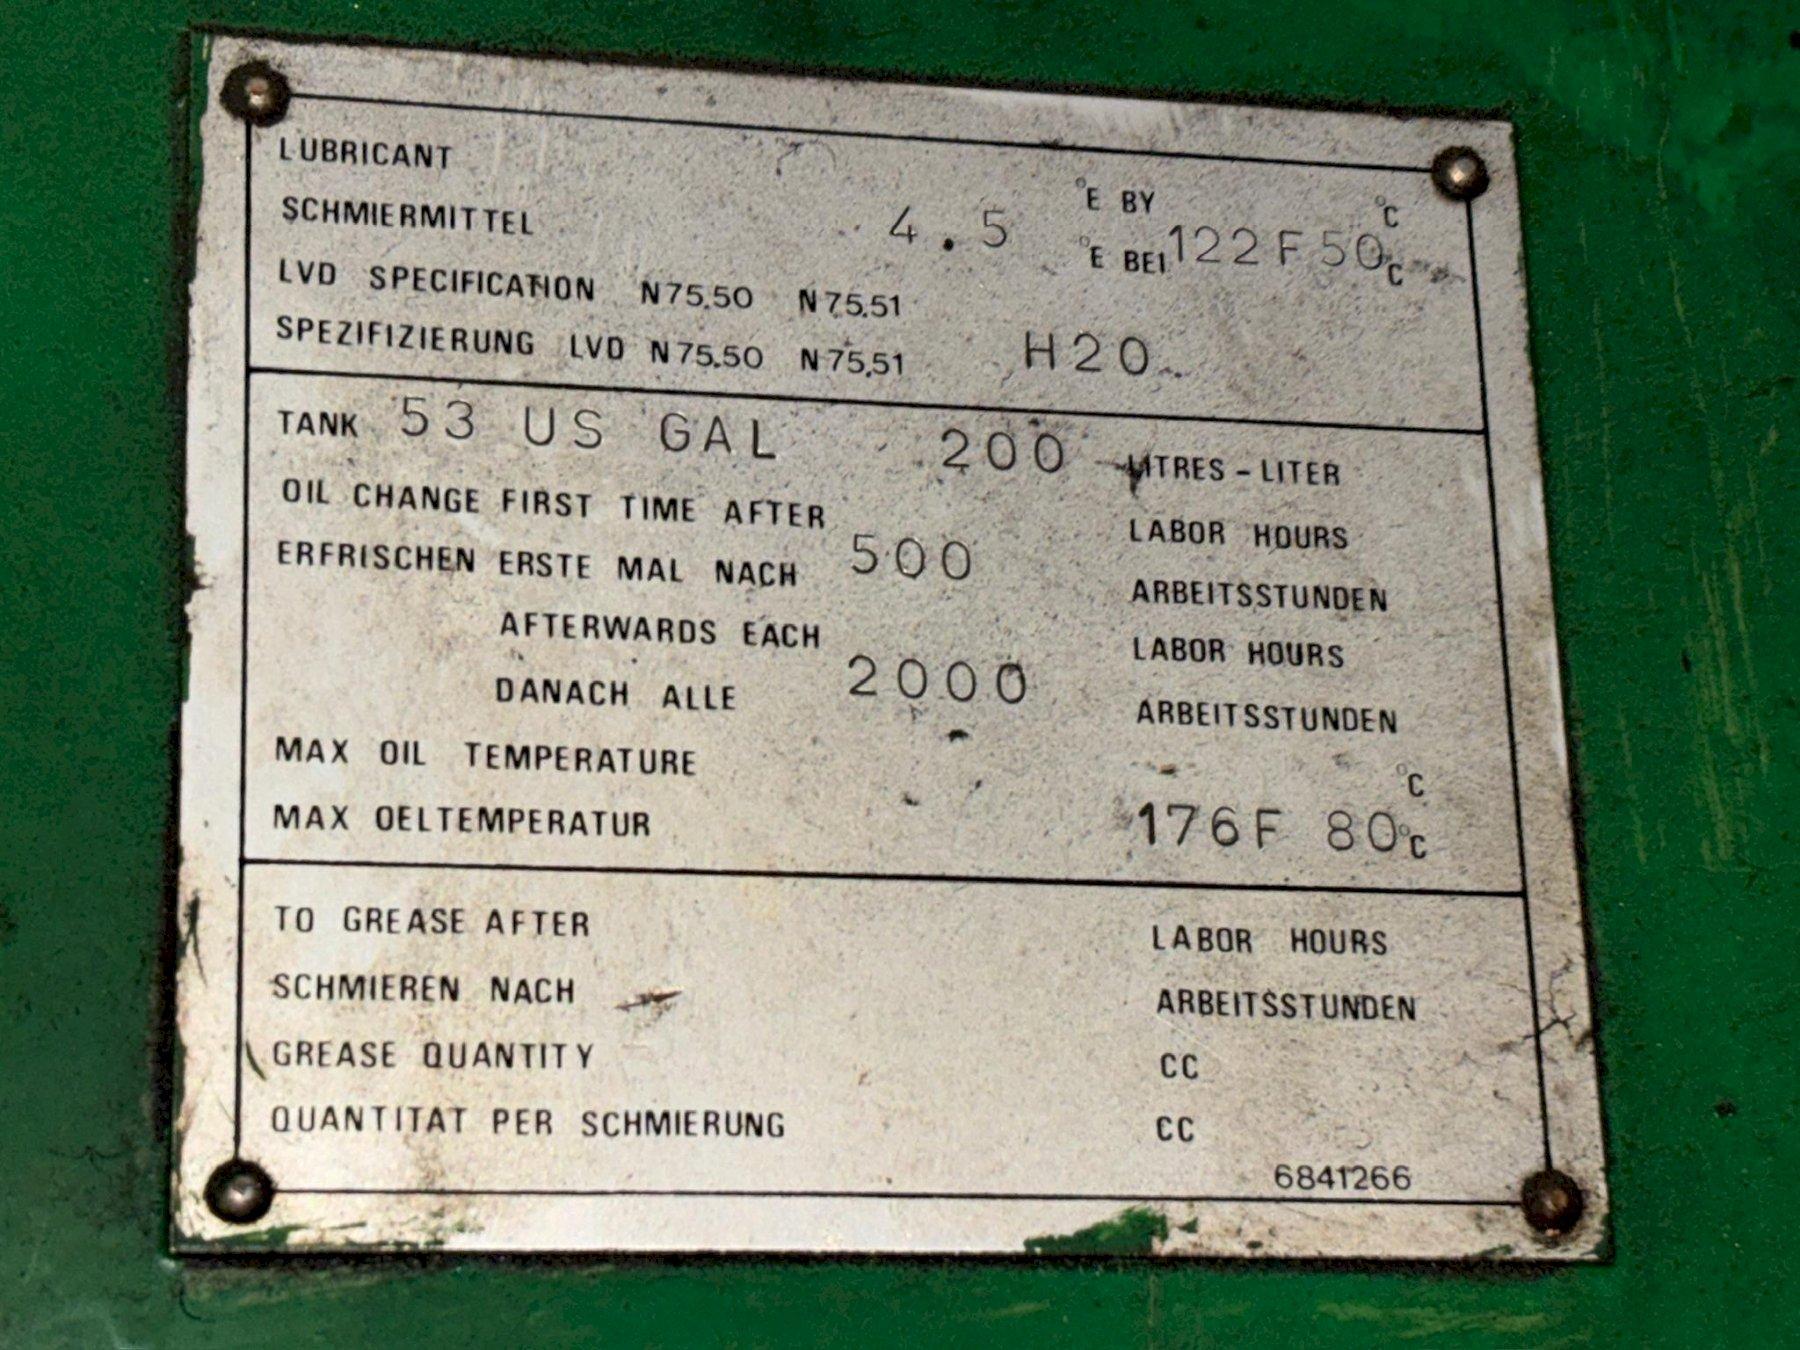 LUBRICANT °E BY °C
SCHMIERMITTEL 4.5 °E BEI 122F 50 °C
LVD SPECIFICATION N75.50 N75.51
SPEZIFIZIERUNG LVD N75.50 N75.51 H20
TANK 53 US GAL 200 LITRES - LITER
OIL CHANGE FIRST TIME AFTER LABOR HOURS
ERFRISCHEN ERSTE MAL NACH 500 ARBEITSSTUNDEN
AFTERWARDS EACH LABOR HOURS
DANACH ALLE 2000 ARBEITSSTUNDEN
MAX OIL TEMPERATURE °C
MAX OELTEMPERATUR 176F 80 °C
TO GREASE AFTER LABOR HOURS
SCHMIEREN NACH ARBEITSSTUNDEN
GREASE QUANTITY CC
QUANTITAT PER SCHMIERUNG CC
6841266